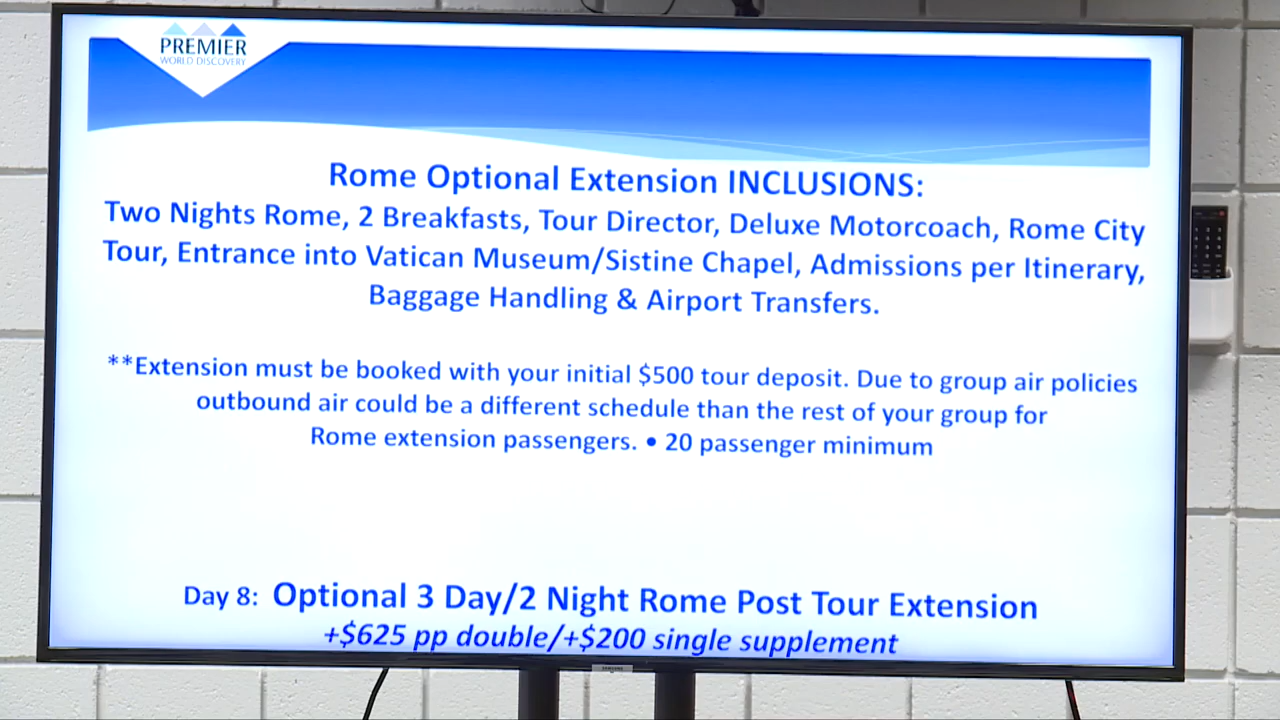 PREMIER
WORLD DISCOVERY
Rome Optional Extension INCLUSIONS:
Two Nights Rome, 2 Breakfasts, Tour Director, Deluxe Motorcoach, Rome City
Tour, Entrance into Vatican Museum/Sistine Chapel, Admissions per Itinerary,
Baggage Handling & Airport Transfers.
**Extension must be booked with your initial $500 tour deposit. Due to group air policies
outbound air could be a different schedule than the rest of your group for
Rome extension passengers. • 20 passenger minimum
Day 8: Optional 3 Day/2 Night Rome Post Tour Extension
+$625 pp double/+$200 single supplement
SAMSUNG